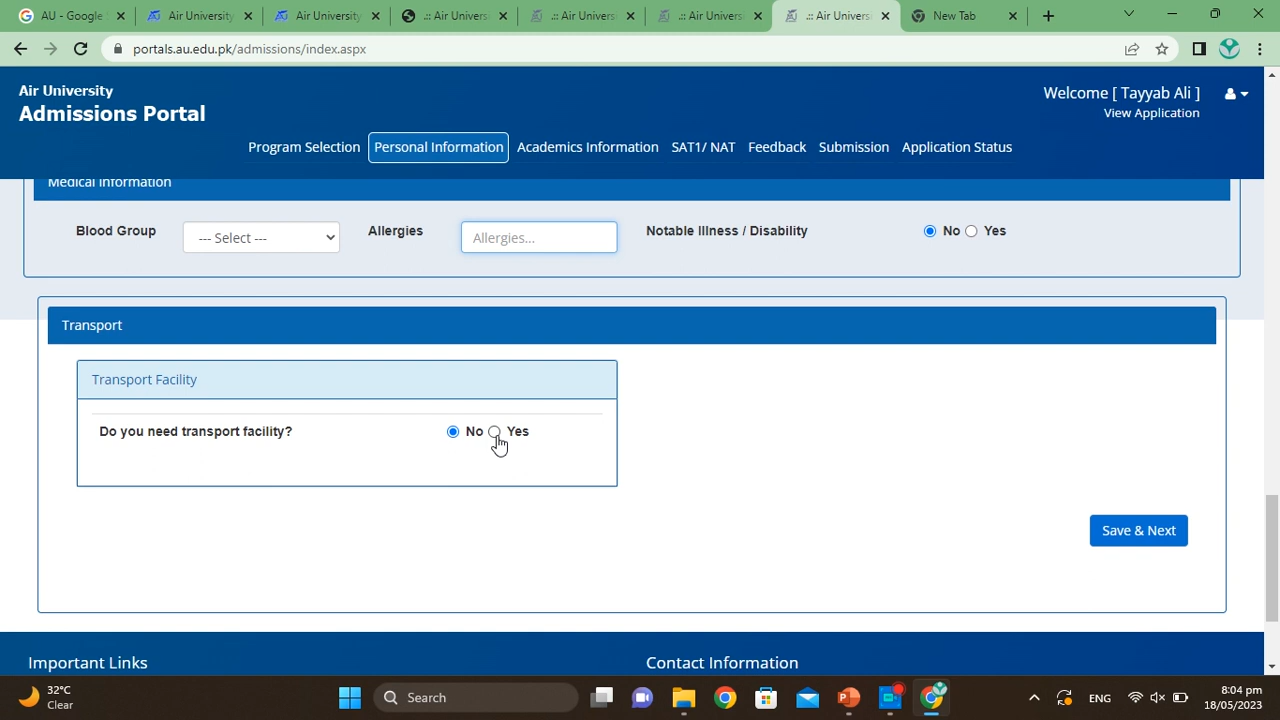 AU - Google S
Air University
Air University
.:: Air Universi
.:: Air Universi
.:: Air Universi
.:: Air Universi
New Tab
portals.au.edu.pk/admissions/index.aspx
Air University
Admissions Portal
Welcome [ Tayyab Ali ]
View Application
Program Selection
Personal Information
Academics Information
SAT1/ NAT
Feedback
Submission
Application Status
Medical Information
Blood Group
--- Select ---
Allergies
Allergies...
Notable Illness / Disability
No
Yes
Transport
Transport Facility
Do you need transport facility?
No
Yes
Save & Next
Important Links
Contact Information
32°C
Clear
Search
ENG
8:04 pm
18/05/2023